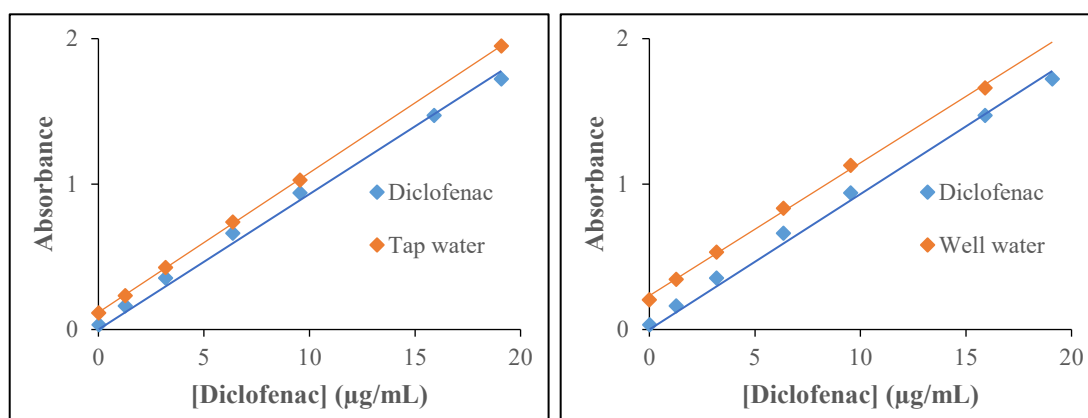 2
1
0
Absorbance
Diclofenac
Tap water
0 5 10 15 20
[Diclofenac] (µg/mL)
2
1
0
Absorbance
Diclofenac
Well water
0 5 10 15 20
[Diclofenac] (µg/mL)